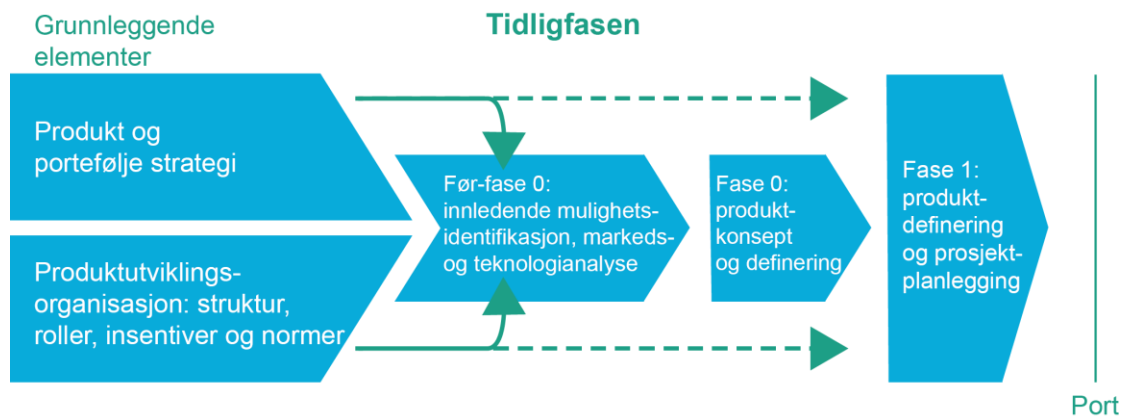 Grunnleggende
elementer
Tidligfasen
Produkt og
portefølje strategi
Produktutviklings-
organisasjon: struktur,
roller, insentiver og normer
Før-fase 0:
innledende mulighets-
identifikasjon, markeds-
og teknologianalyse
Fase 0:
produkt-
konsept
og definering
Fase 1:
produkt-
definering
og prosjekt-
planlegging
Port